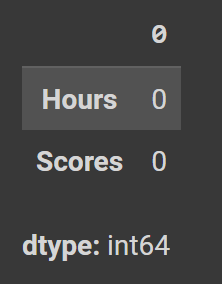 0
Hours 0
Scores 0
dtype: int64